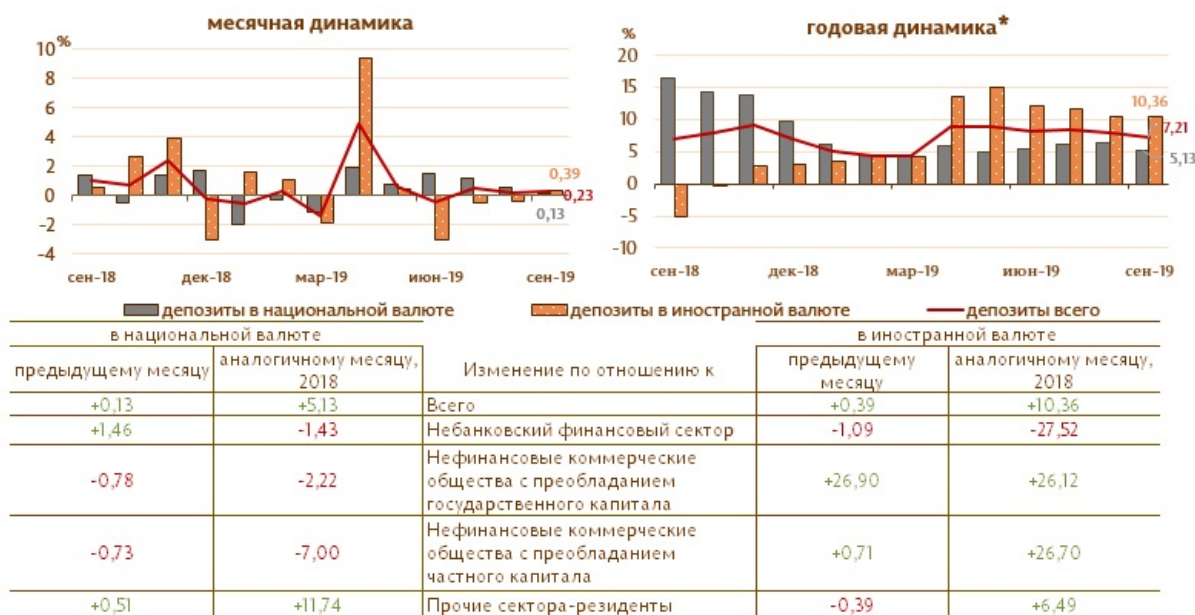 месячная динамика
%
10
8
6
4
2
0
-2
-4
0,39
0,23
0,13
сен-18 дек-18 мар-19 июн-19 сен-19
годовая динамика*
%
20
15
10
5
0
-5
-10
10,36
7,21
5,13
сен-18 дек-18 мар-19 июн-19 сен-19
депозиты в национальной валюте депозиты в иностранной валюте депозиты всего
в национальной валюте в иностранной валюте
предыдущему месяцу аналогичному месяцу, 2018 Изменение по отношению к предыдущему месяцу аналогичному месяцу, 2018
+0,13 +5,13 Всего +0,39 +10,36
+1,46 -1,43 Небанковский финансовый сектор -1,09 -27,52
Нефинансовые коммерческие
-0,78 -2,22 общества с преобладанием +26,90 +26,12
государственного капитала
Нефинансовые коммерческие
-0,73 -7,00 общества с преобладанием +0,71 +26,70
частного капитала
+0,51 +11,74 Прочие сектора-резиденты -0,39 +6,49